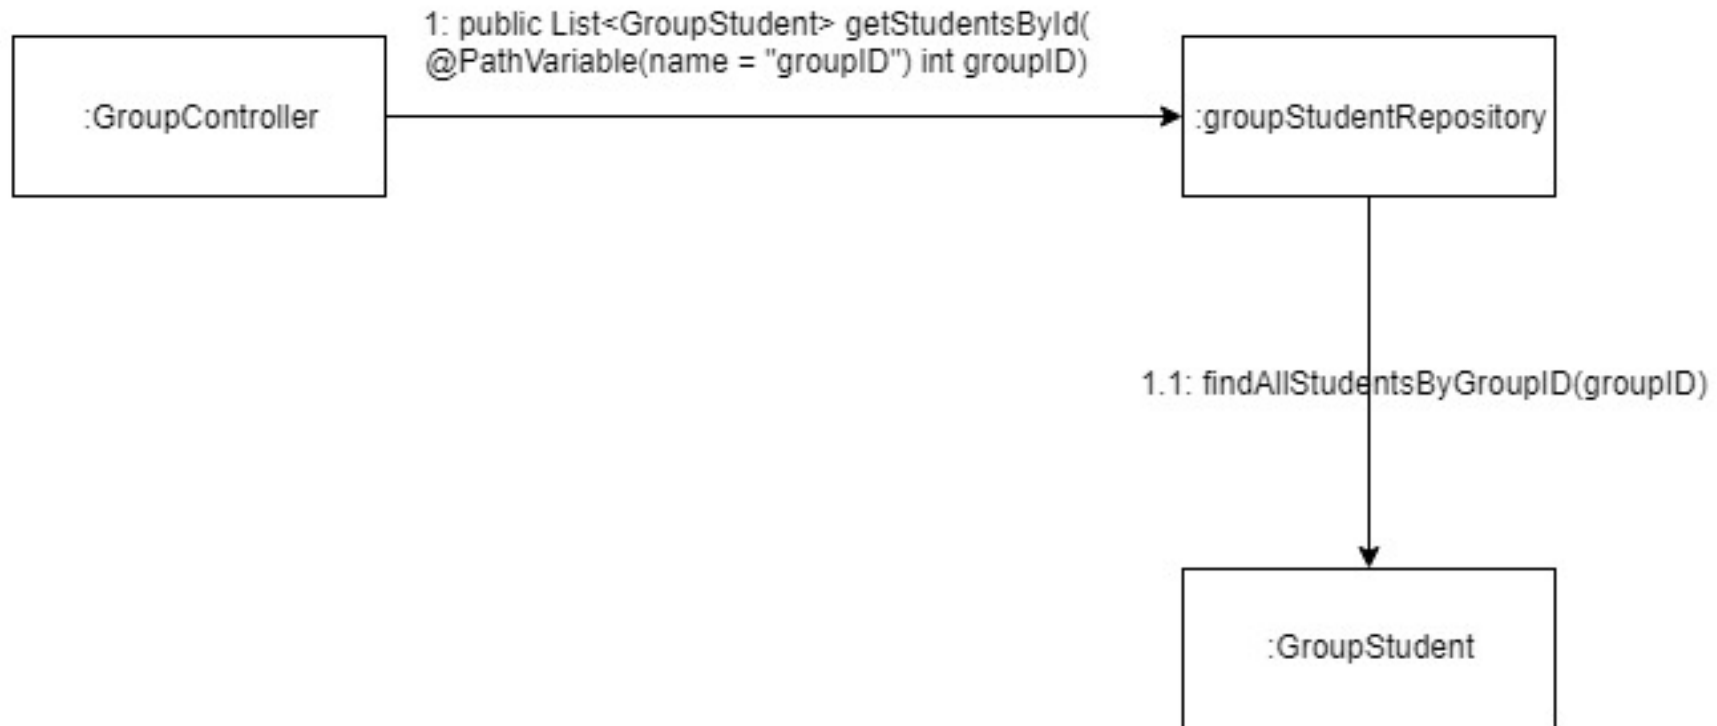 1: public List<GroupStudent> getStudentsById(
@PathVariable(name = "groupID") int groupID)
:GroupController
:groupStudentRepository
1.1: findAllStudentsByGroupID(groupID)
:GroupStudent